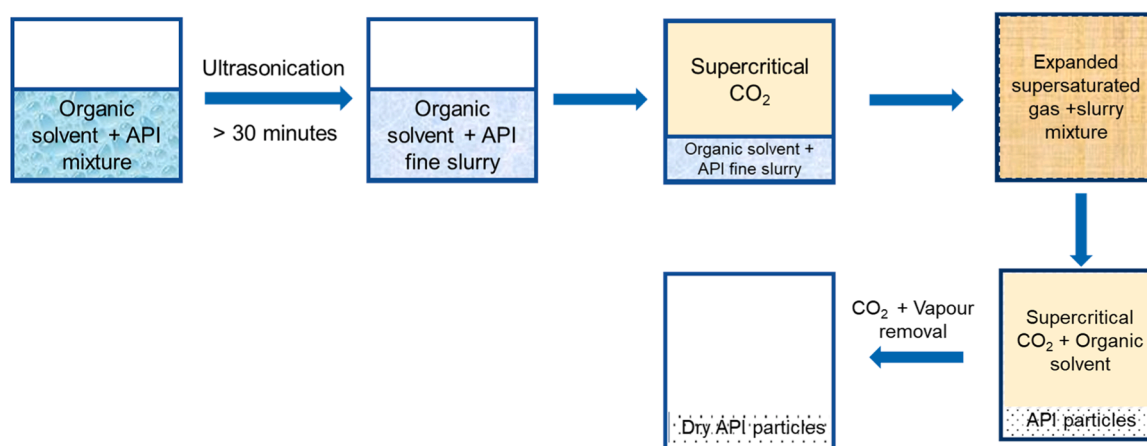 Organic
solvent + API
mixture
Ultrasonication
> 30 minutes
Organic
solvent + API
fine slurry
Supercritical
CO₂
Organic solvent +
API fine slurry
Expanded
supersaturated
gas +slurry
mixture
Supercritical
CO₂ + Organic
solvent
API particles
CO₂ + Vapour
removal
Dry API particles